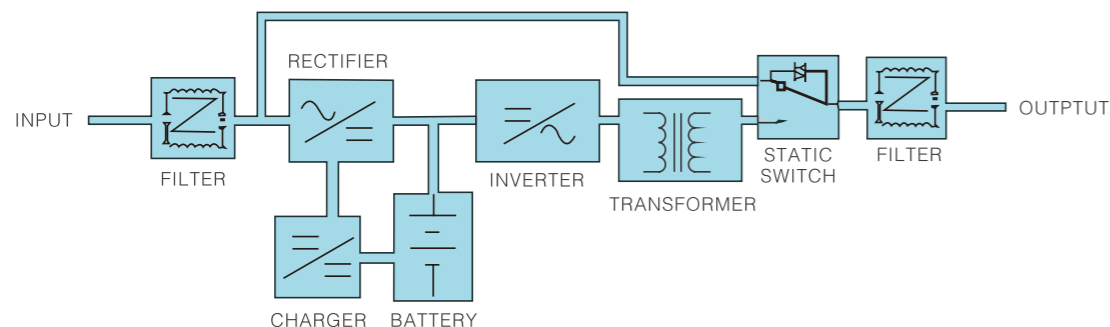 RECTIFIER
INPUT
OUTPTUT
FILTER
INVERTER
TRANSFORMER
STATIC
SWITCH
FILTER
CHARGER
BATTERY